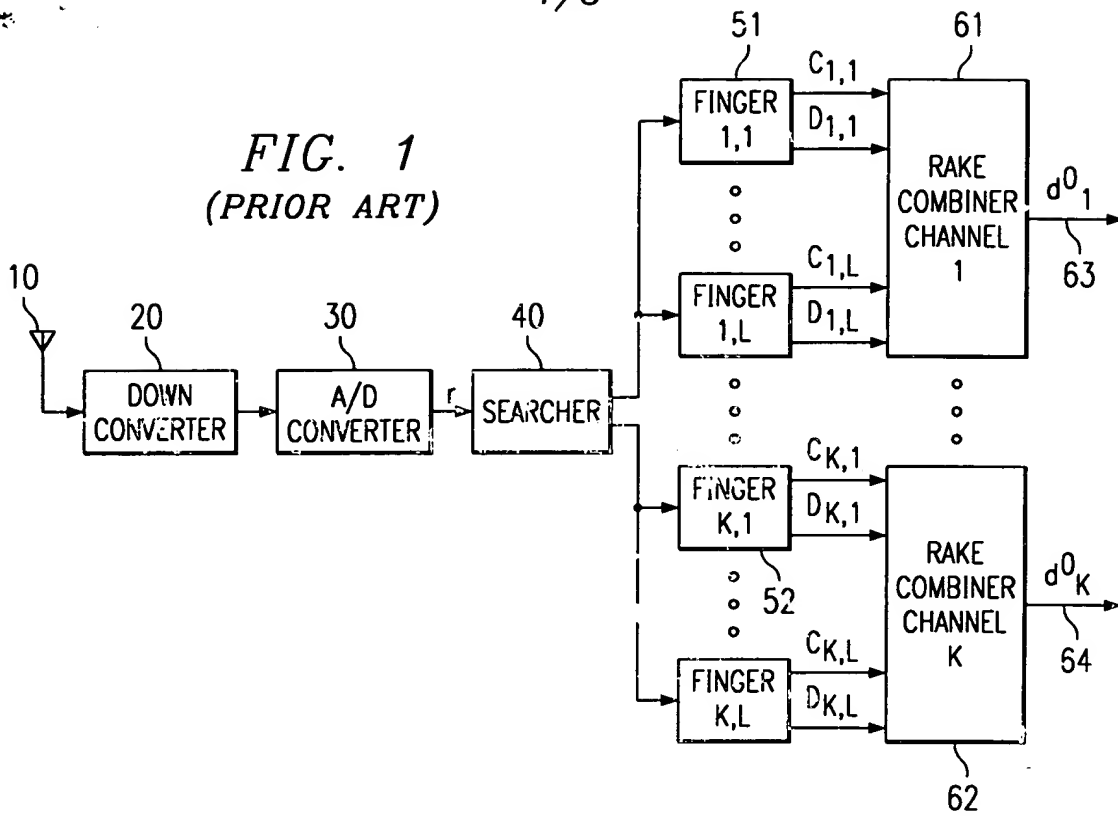 FIG. 1
(PRIOR ART)
10
20
DOWN
CONVERTER
30
A/D
CONVERTER
r
40
SEARCHER
51
FINGER
1,1
C1,1
D1,1
FINGER
1,L
C1,L
D1,L
61
RAKE
COMBINER
CHANNEL
1
d⁰1
63
FINGER
K,1
52
CK,1
DK,1
FINGER
K,L
CK,L
DK,L
RAKE
COMBINER
CHANNEL
K
62
d⁰K
64